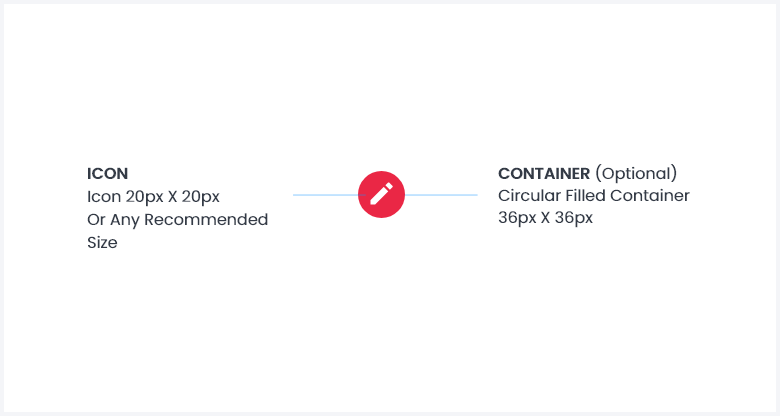 ICON
Icon 20px X 20px
Or Any Recommended
Size
CONTAINER (Optional)
Circular Filled Container
36px X 36px